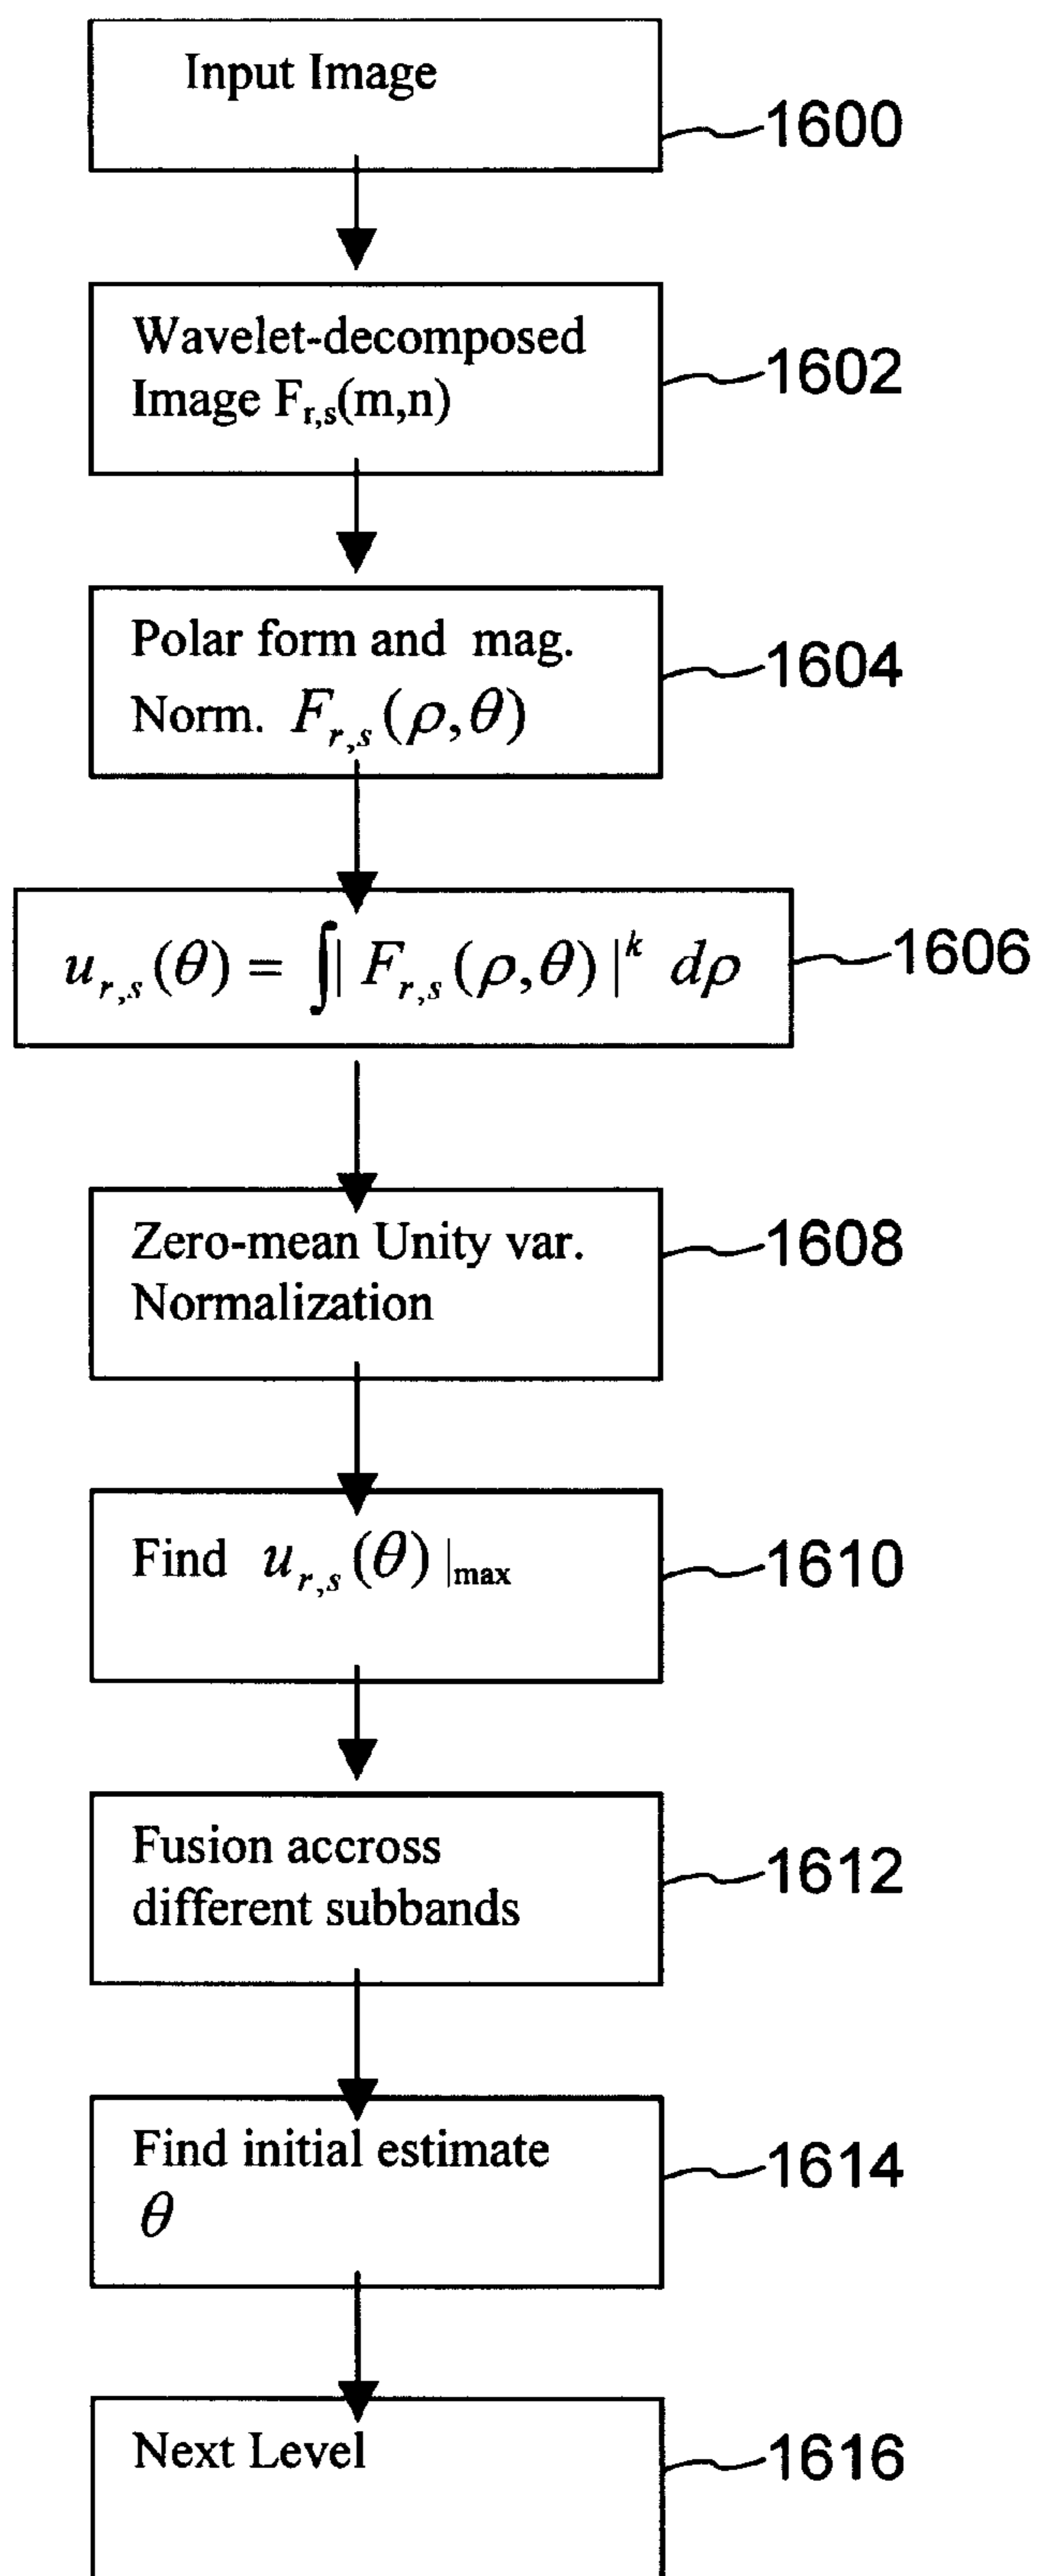 Input Image
1600
Wavelet-decomposed
Image F_{r,s}(m,n)
1602
Polar form and mag.
Norm. F_{r,s}(ρ,θ)
1604
u_{r,s}(θ) = ∫| F_{r,s}(ρ,θ) |^k dρ
1606
Zero-mean Unity var.
Normalization
1608
Find u_{r,s}(θ) |_{max}
1610
Fusion accross
different subbands
1612
Find initial estimate
θ
1614
Next Level
1616